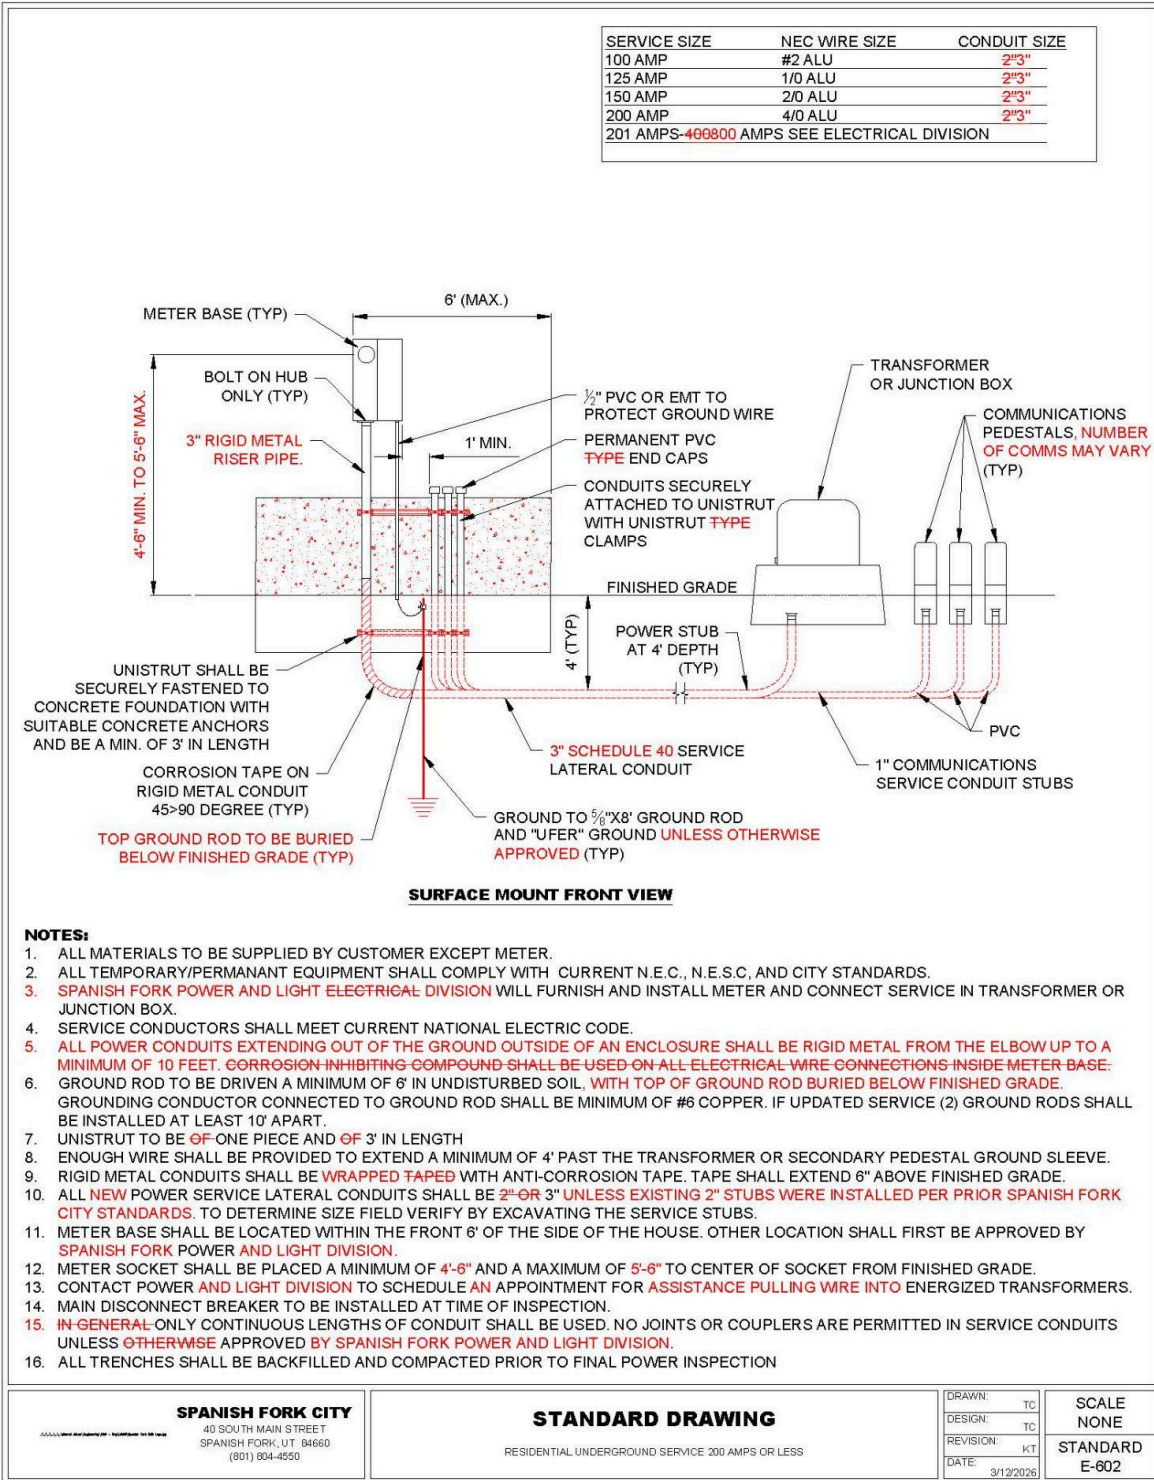 SERVICE SIZE NEC WIRE SIZE CONDUIT SIZE
100 AMP #2 ALU 2"3"
125 AMP 1/0 ALU 2"3"
150 AMP 2/0 ALU 2"3"
200 AMP 4/0 ALU 2"3"
201 AMPS-400800 AMPS SEE ELECTRICAL DIVISION
6' (MAX.)
METER BASE (TYP)
BOLT ON HUB
ONLY (TYP)
3" RIGID METAL
RISER PIPE.
4'-6" MIN. TO 5'-6" MAX.
½" PVC OR EMT TO
PROTECT GROUND WIRE
1' MIN.
PERMANENT PVC
TYPE END CAPS
CONDUITS SECURELY
ATTACHED TO UNISTRUT
WITH UNISTRUT TYPE
CLAMPS
TRANSFORMER
OR JUNCTION BOX
COMMUNICATIONS
PEDESTALS, NUMBER
OF COMMS MAY VARY
(TYP)
FINISHED GRADE
4' (TYP)
POWER STUB
AT 4' DEPTH
(TYP)
UNISTRUT SHALL BE
SECURELY FASTENED TO
CONCRETE FOUNDATION WITH
SUITABLE CONCRETE ANCHORS
AND BE A MIN. OF 3' IN LENGTH
PVC
3" SCHEDULE 40 SERVICE
LATERAL CONDUIT
1" COMMUNICATIONS
SERVICE CONDUIT STUBS
CORROSION TAPE ON
RIGID METAL CONDUIT
45>90 DEGREE (TYP)
GROUND TO ⅝"X8' GROUND ROD
AND "UFER" GROUND UNLESS OTHERWISE
APPROVED (TYP)
TOP GROUND ROD TO BE BURIED
BELOW FINISHED GRADE (TYP)
SURFACE MOUNT FRONT VIEW
NOTES:
1. ALL MATERIALS TO BE SUPPLIED BY CUSTOMER EXCEPT METER.
2. ALL TEMPORARY/PERMANANT EQUIPMENT SHALL COMPLY WITH CURRENT N.E.C., N.E.S.C, AND CITY STANDARDS.
3. SPANISH FORK POWER AND LIGHT ELECTRICAL DIVISION WILL FURNISH AND INSTALL METER AND CONNECT SERVICE IN TRANSFORMER OR
JUNCTION BOX.
4. SERVICE CONDUCTORS SHALL MEET CURRENT NATIONAL ELECTRIC CODE.
5. ALL POWER CONDUITS EXTENDING OUT OF THE GROUND OUTSIDE OF AN ENCLOSURE SHALL BE RIGID METAL FROM THE ELBOW UP TO A
MINIMUM OF 10 FEET. CORROSION INHIBITING COMPOUND SHALL BE USED ON ALL ELECTRICAL WIRE CONNECTIONS INSIDE METER BASE.
6. GROUND ROD TO BE DRIVEN A MINIMUM OF 6' IN UNDISTURBED SOIL, WITH TOP OF GROUND ROD BURIED BELOW FINISHED GRADE.
GROUNDING CONDUCTOR CONNECTED TO GROUND ROD SHALL BE MINIMUM OF #6 COPPER. IF UPDATED SERVICE (2) GROUND RODS SHALL
BE INSTALLED AT LEAST 10' APART.
7. UNISTRUT TO BE OF ONE PIECE AND OF 3' IN LENGTH
8. ENOUGH WIRE SHALL BE PROVIDED TO EXTEND A MINIMUM OF 4' PAST THE TRANSFORMER OR SECONDARY PEDESTAL GROUND SLEEVE.
9. RIGID METAL CONDUITS SHALL BE WRAPPED TAPED WITH ANTI-CORROSION TAPE. TAPE SHALL EXTEND 6" ABOVE FINISHED GRADE.
10. ALL NEW POWER SERVICE LATERAL CONDUITS SHALL BE 2" OR 3" UNLESS EXISTING 2" STUBS WERE INSTALLED PER PRIOR SPANISH FORK
CITY STANDARDS. TO DETERMINE SIZE FIELD VERIFY BY EXCAVATING THE SERVICE STUBS.
11. METER BASE SHALL BE LOCATED WITHIN THE FRONT 6' OF THE SIDE OF THE HOUSE. OTHER LOCATION SHALL FIRST BE APPROVED BY
SPANISH FORK POWER AND LIGHT DIVISION.
12. METER SOCKET SHALL BE PLACED A MINIMUM OF 4'-6" AND A MAXIMUM OF 5'-6" TO CENTER OF SOCKET FROM FINISHED GRADE.
13. CONTACT POWER AND LIGHT DIVISION TO SCHEDULE AN APPOINTMENT FOR ASSISTANCE PULLING WIRE INTO ENERGIZED TRANSFORMERS.
14. MAIN DISCONNECT BREAKER TO BE INSTALLED AT TIME OF INSPECTION.
15. IN GENERAL ONLY CONTINUOUS LENGTHS OF CONDUIT SHALL BE USED. NO JOINTS OR COUPLERS ARE PERMITTED IN SERVICE CONDUITS
UNLESS OTHERWISE APPROVED BY SPANISH FORK POWER AND LIGHT DIVISION.
16. ALL TRENCHES SHALL BE BACKFILLED AND COMPACTED PRIOR TO FINAL POWER INSPECTION
SPANISH FORK CITY
40 SOUTH MAIN STREET
SPANISH FORK, UT 84660
(801) 804-4550
STANDARD DRAWING
RESIDENTIAL UNDERGROUND SERVICE 200 AMPS OR LESS
DRAWN: TC
DESIGN: TC
REVISION: KT
DATE: 3/12/2026
SCALE
NONE
STANDARD
E-602